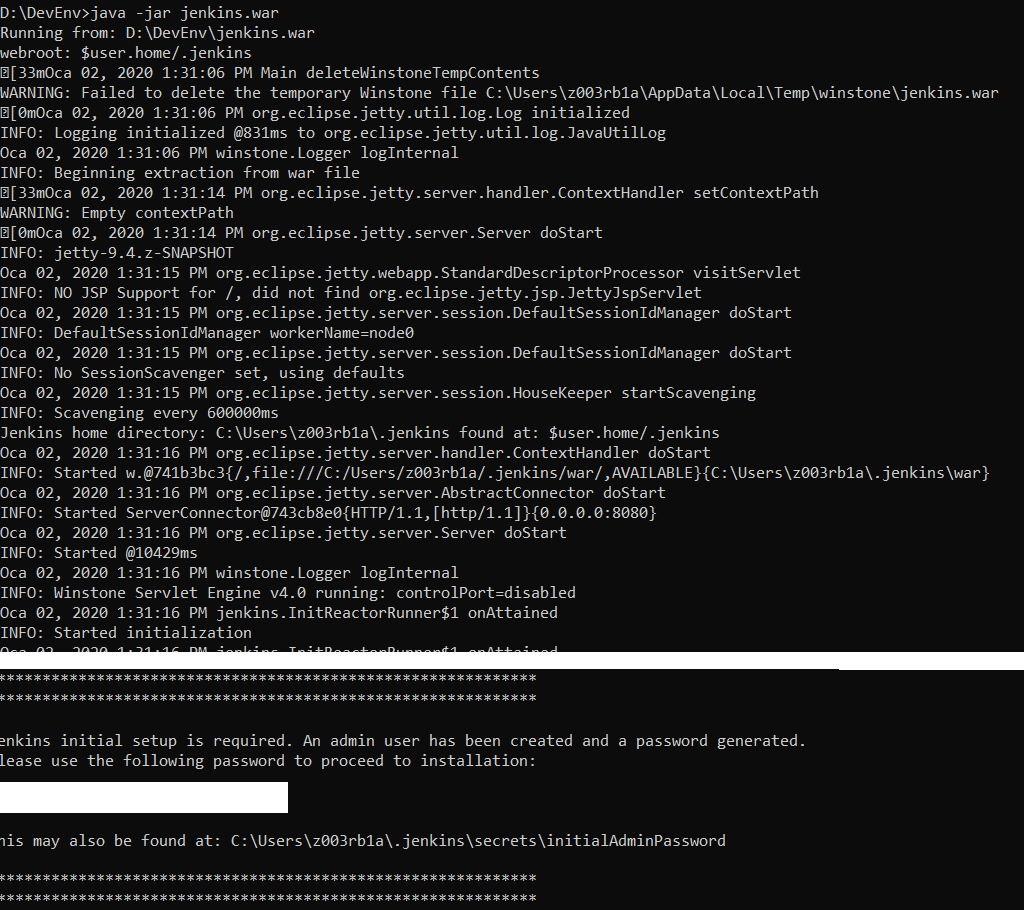 D:\DevEnv>java -jar jenkins.war
Running from: D:\DevEnv\jenkins.war
webroot: $user.home/.jenkins
[33mOca 02, 2020 1:31:06 PM Main deleteWinstoneTempContents
WARNING: Failed to delete the temporary Winstone file C:\Users\z003rb1a\AppData\Local\Temp\winstone\jenkins.war
[0mOca 02, 2020 1:31:06 PM org.eclipse.jetty.util.log.Log initialized
INFO: Logging initialized @831ms to org.eclipse.jetty.util.log.JavaUtilLog
Oca 02, 2020 1:31:06 PM winstone.Logger logInternal
INFO: Beginning extraction from war file
[33mOca 02, 2020 1:31:14 PM org.eclipse.jetty.server.handler.ContextHandler setContextPath
WARNING: Empty contextPath
[0mOca 02, 2020 1:31:14 PM org.eclipse.jetty.server.Server doStart
INFO: jetty-9.4.z-SNAPSHOT
Oca 02, 2020 1:31:15 PM org.eclipse.jetty.webapp.StandardDescriptorProcessor visitServlet
INFO: NO JSP Support for /, did not find org.eclipse.jetty.jsp.JettyJspServlet
Oca 02, 2020 1:31:15 PM org.eclipse.jetty.server.session.DefaultSessionIdManager doStart
INFO: DefaultSessionIdManager workerName=node0
Oca 02, 2020 1:31:15 PM org.eclipse.jetty.server.session.DefaultSessionIdManager doStart
INFO: No SessionScavenger set, using defaults
Oca 02, 2020 1:31:15 PM org.eclipse.jetty.server.session.HouseKeeper startScavenging
INFO: Scavenging every 600000ms
Jenkins home directory: C:\Users\z003rb1a\.jenkins found at: $user.home/.jenkins
Oca 02, 2020 1:31:16 PM org.eclipse.jetty.server.handler.ContextHandler doStart
INFO: Started w.@741b3bc3{/,file:///C:/Users/z003rb1a/.jenkins/war/,AVAILABLE}{C:\Users\z003rb1a\.jenkins\war}
Oca 02, 2020 1:31:16 PM org.eclipse.jetty.server.AbstractConnector doStart
INFO: Started ServerConnector@743cb8e0{HTTP/1.1,[http/1.1]}{0.0.0.0:8080}
Oca 02, 2020 1:31:16 PM org.eclipse.jetty.server.Server doStart
INFO: Started @10429ms
Oca 02, 2020 1:31:16 PM winstone.Logger logInternal
INFO: Winstone Servlet Engine v4.0 running: controlPort=disabled
Oca 02, 2020 1:31:16 PM jenkins.InitReactorRunner$1 onAttained
INFO: Started initialization
Oca 02, 2020 1:31:16 PM jenkins.InitReactorRunner$1 onAttained
************************************************************
************************************************************
enkins initial setup is required. An admin user has been created and a password generated.
lease use the following password to proceed to installation:
his may also be found at: C:\Users\z003rb1a\.jenkins\secrets\initialAdminPassword
************************************************************
************************************************************